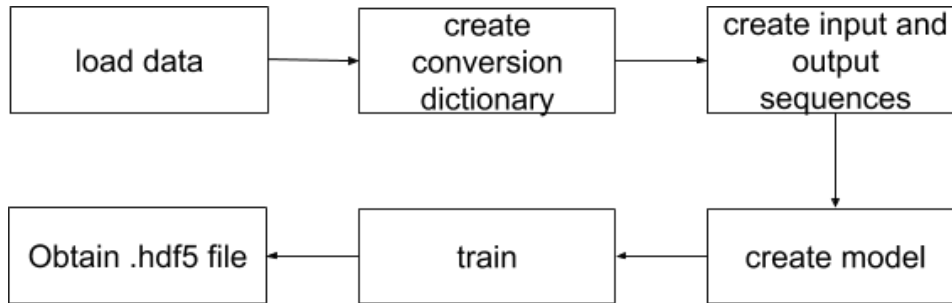 load data
create
conversion
dictionary
create input and
output
sequences
create model
train
Obtain .hdf5 file